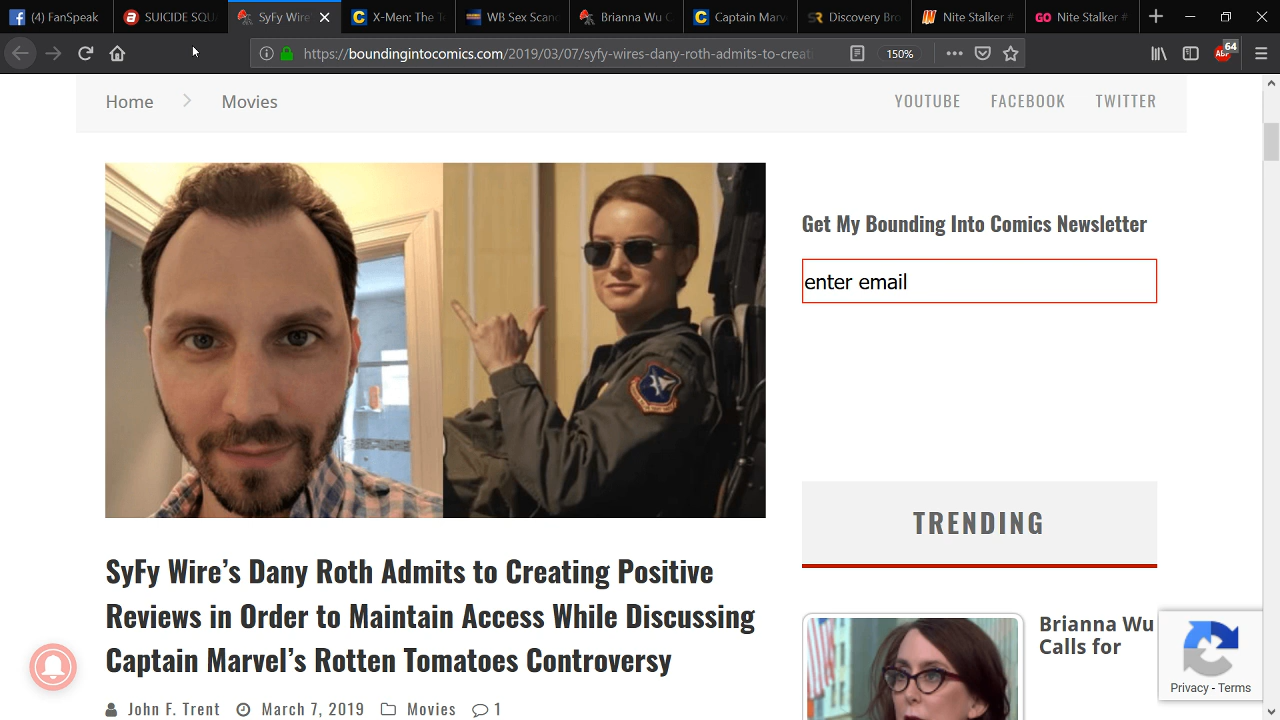 (4) FanSpeak
SUICIDE SQU
SyFy Wire'
X-Men: The T
WB Sex Scand
Brianna Wu C
Captain Marv
Discovery Bro
Nite Stalker #
GO Nite Stalker #
https://boundingintocomics.com/2019/03/07/syfy-wires-dany-roth-admits-to-creat
150%
ABP 64
Home
Movies
YOUTUBE
FACEBOOK
TWITTER
Get My Bounding Into Comics Newsletter
enter email
TRENDING
SyFy Wire’s Dany Roth Admits to Creating Positive
Reviews in Order to Maintain Access While Discussing
Captain Marvel’s Rotten Tomatoes Controversy
John F. Trent
March 7, 2019
Movies
1
Brianna Wu
Calls for
Privacy - Terms